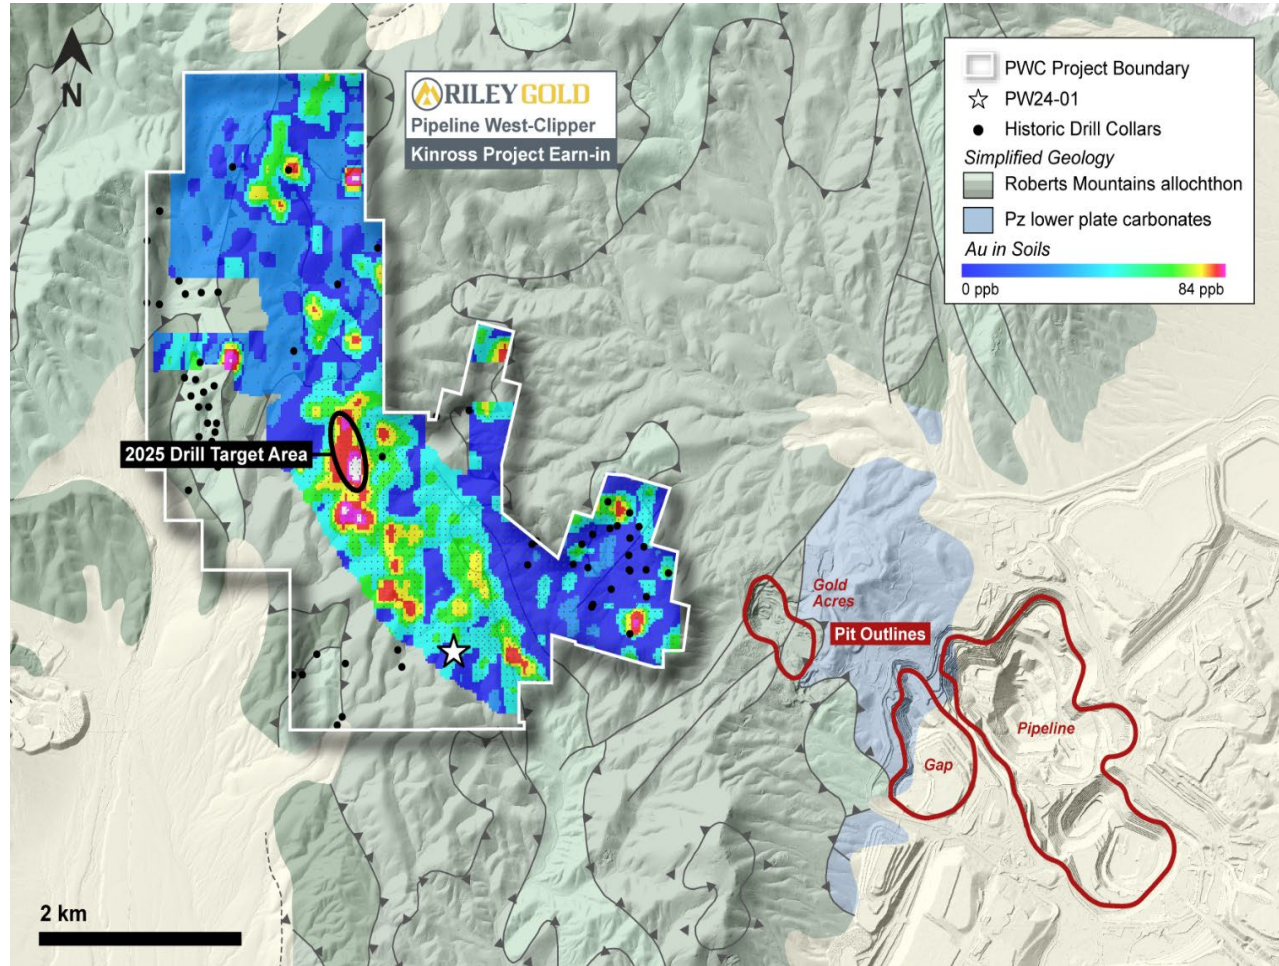 N
RILEY GOLD
Pipeline West-Clipper
Kinross Project Earn-in
PWC Project Boundary
PW24-01
Historic Drill Collars
Simplified Geology
Roberts Mountains allochthon
Pz lower plate carbonates
Au in Soils
0 ppb 84 ppb
2025 Drill Target Area
Gold
Acres
Pit Outlines
Pipeline
Gap
2 km